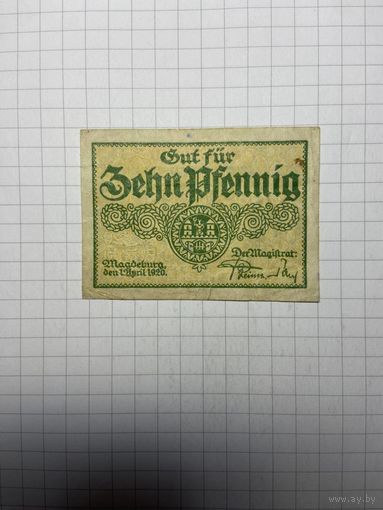 Gut für
Zehn Pfennig
Magdeburg,
den 1. April 1920.
Der Magistrat:
www.ay.by